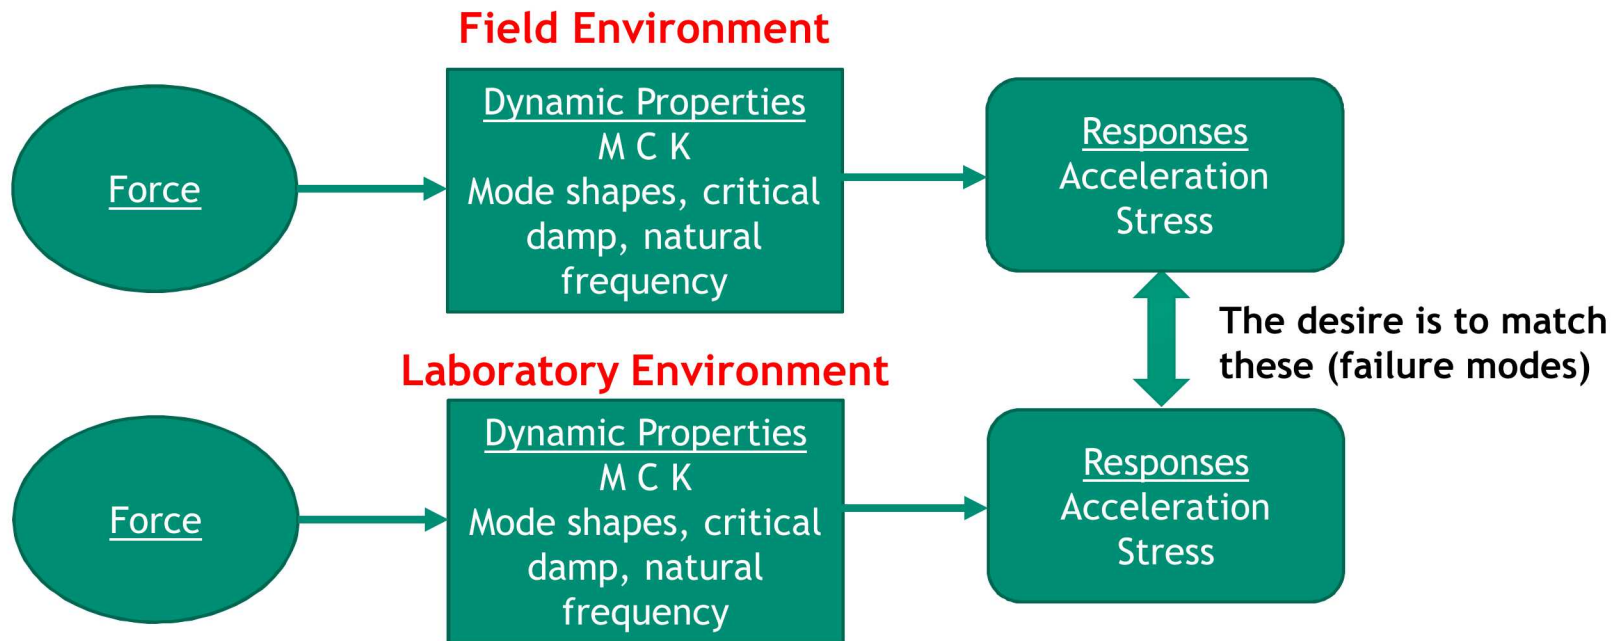 Field Environment
Force
Dynamic Properties
M C K
Mode shapes, critical
damp, natural
frequency
Responses
Acceleration
Stress
The desire is to match
these (failure modes)
Laboratory Environment
Force
Dynamic Properties
M C K
Mode shapes, critical
damp, natural
frequency
Responses
Acceleration
Stress